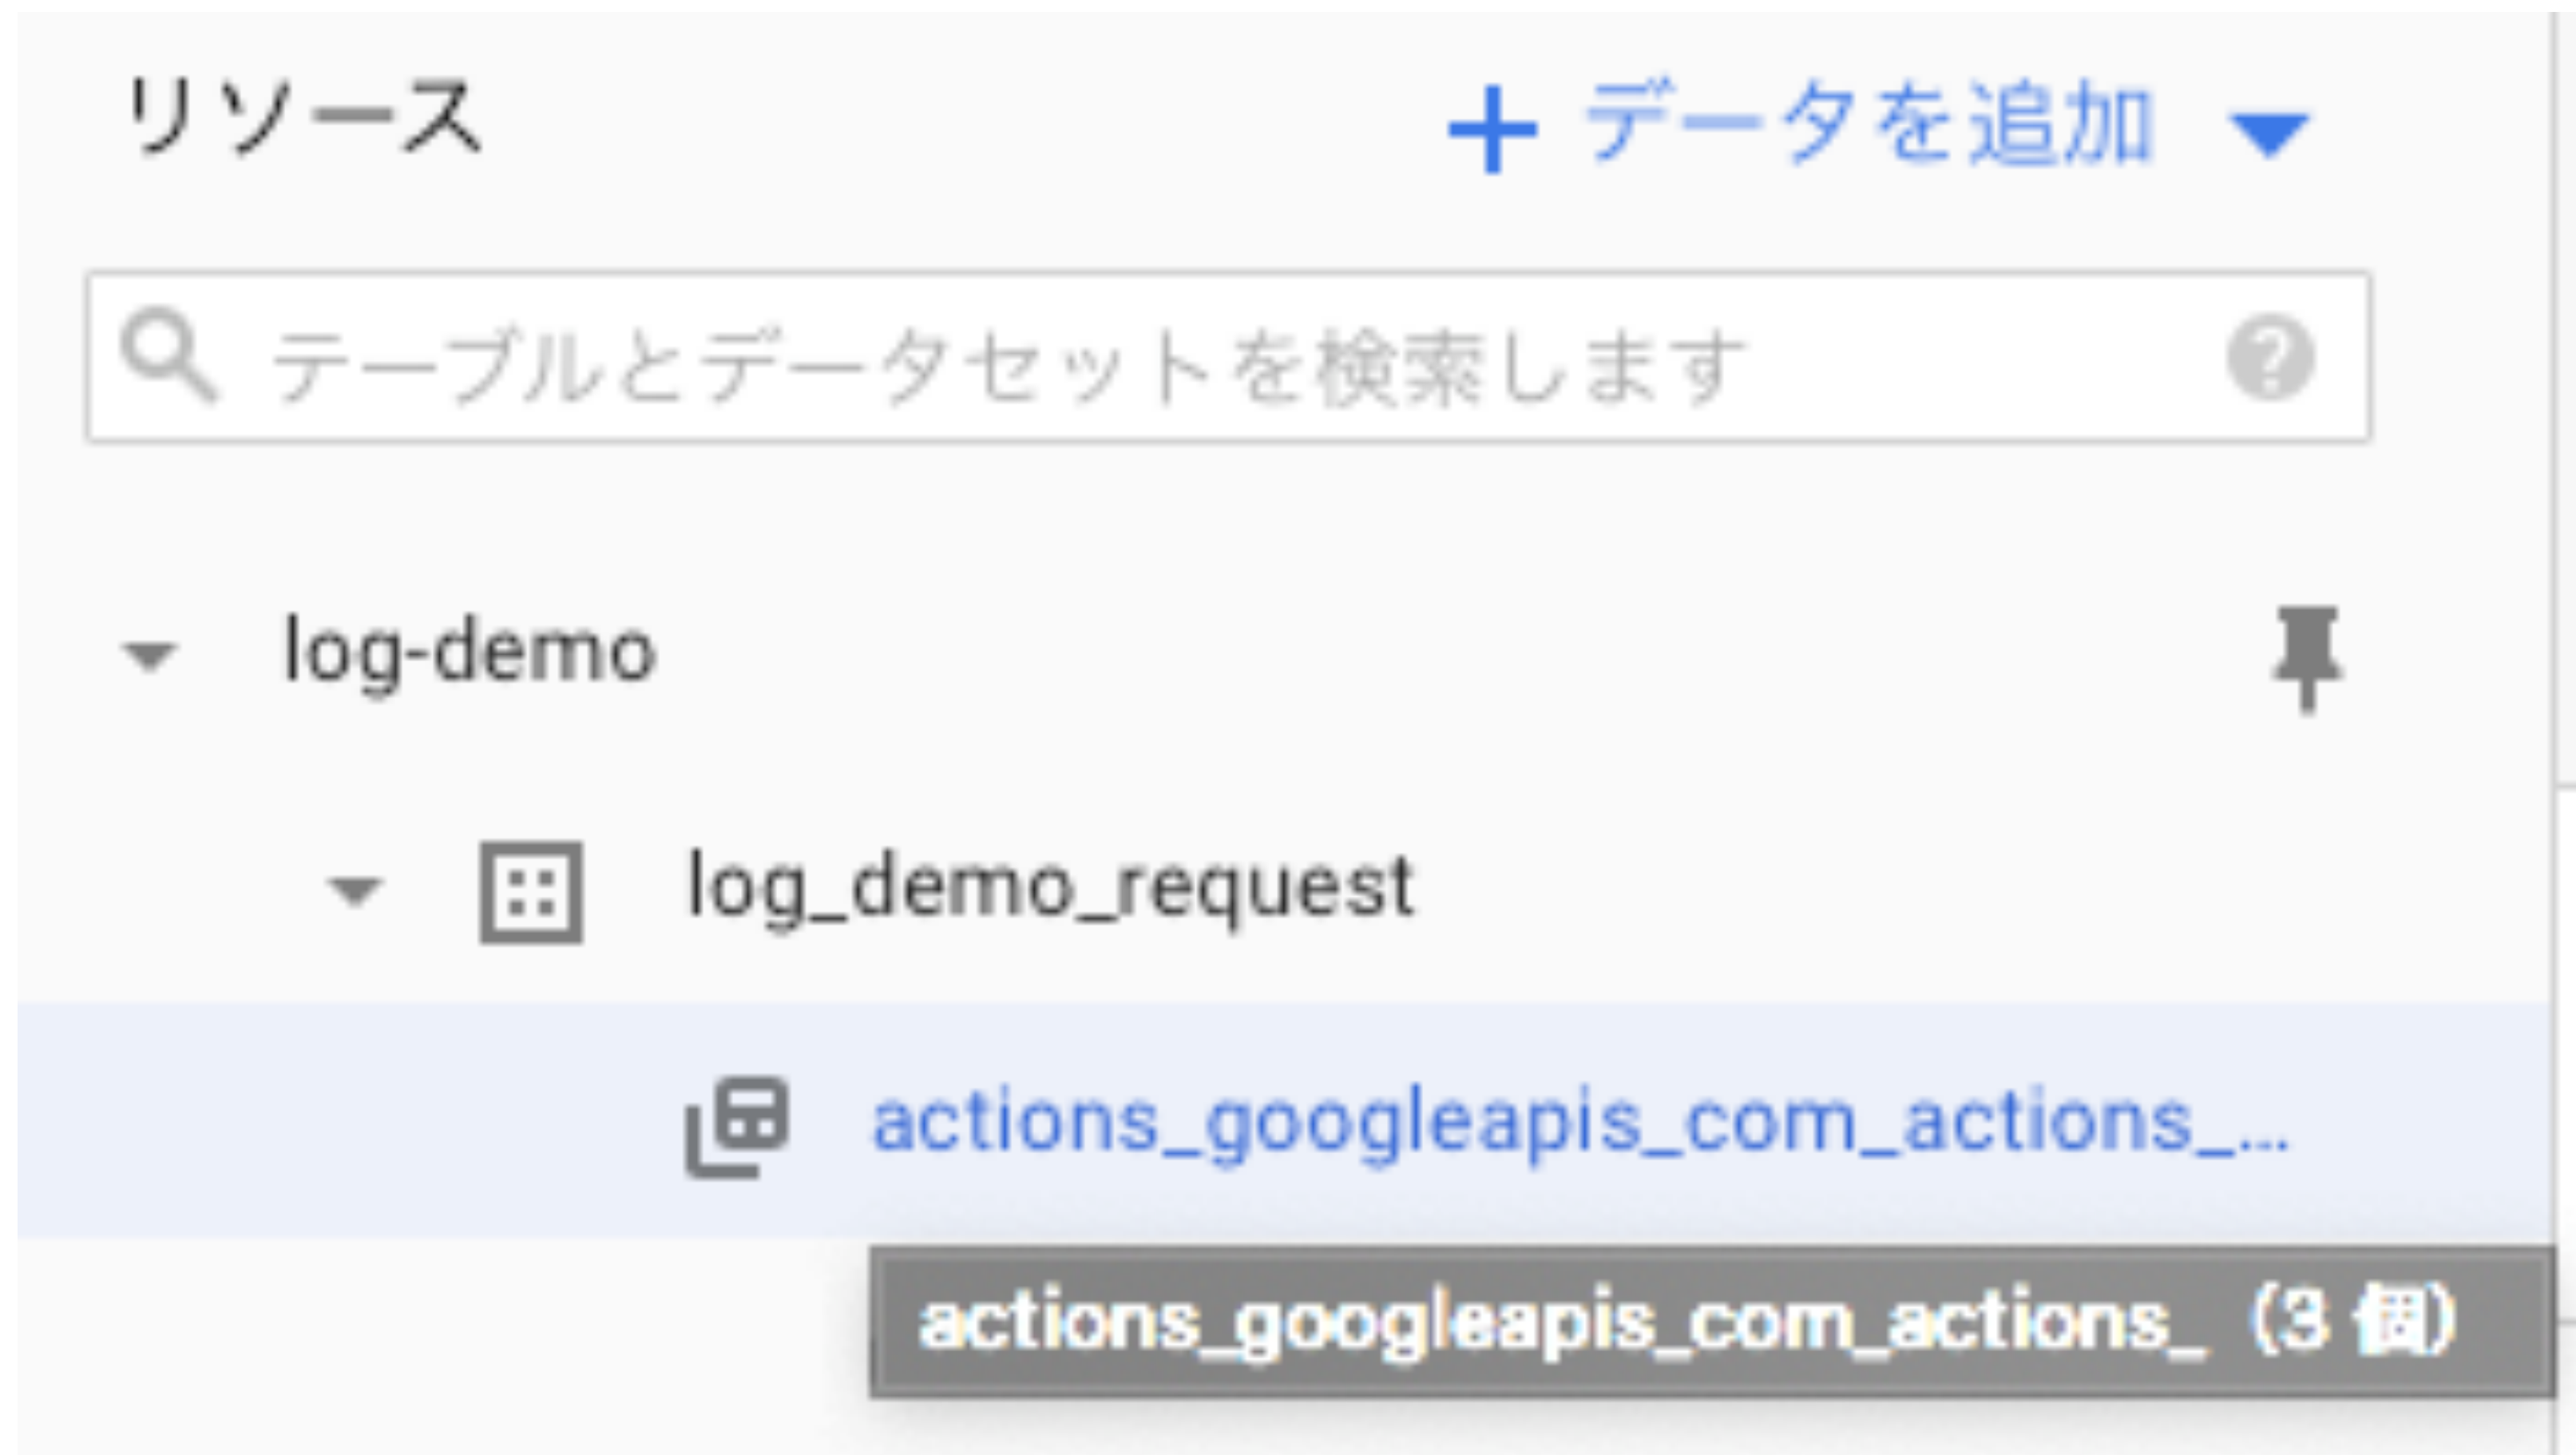 リソース
データを追加
テーブルとデータセットを検索します
log-demo
log_demo_request
actions_googleapis_com_actions_...
actions_googleapis_com_actions_ (3 個)